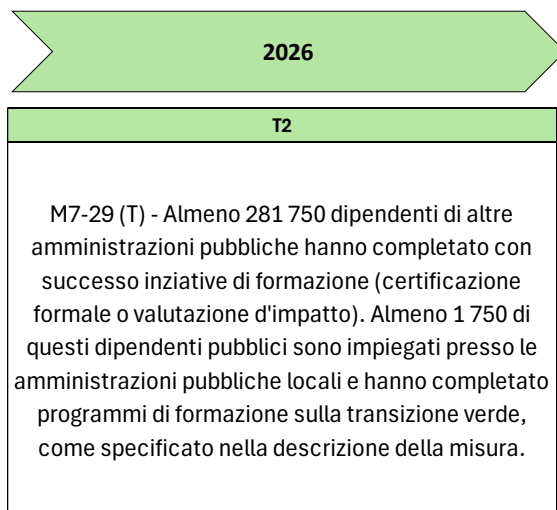 2026
T2
M7-29 (T) - Almeno 281 750 dipendenti di altre
amministrazioni pubbliche hanno completato con
successo inziative di formazione (certificazione
formale o valutazione d'impatto). Almeno 1 750 di
questi dipendenti pubblici sono impiegati presso le
amministrazioni pubbliche locali e hanno completato
programmi di formazione sulla transizione verde,
come specificato nella descrizione della misura.